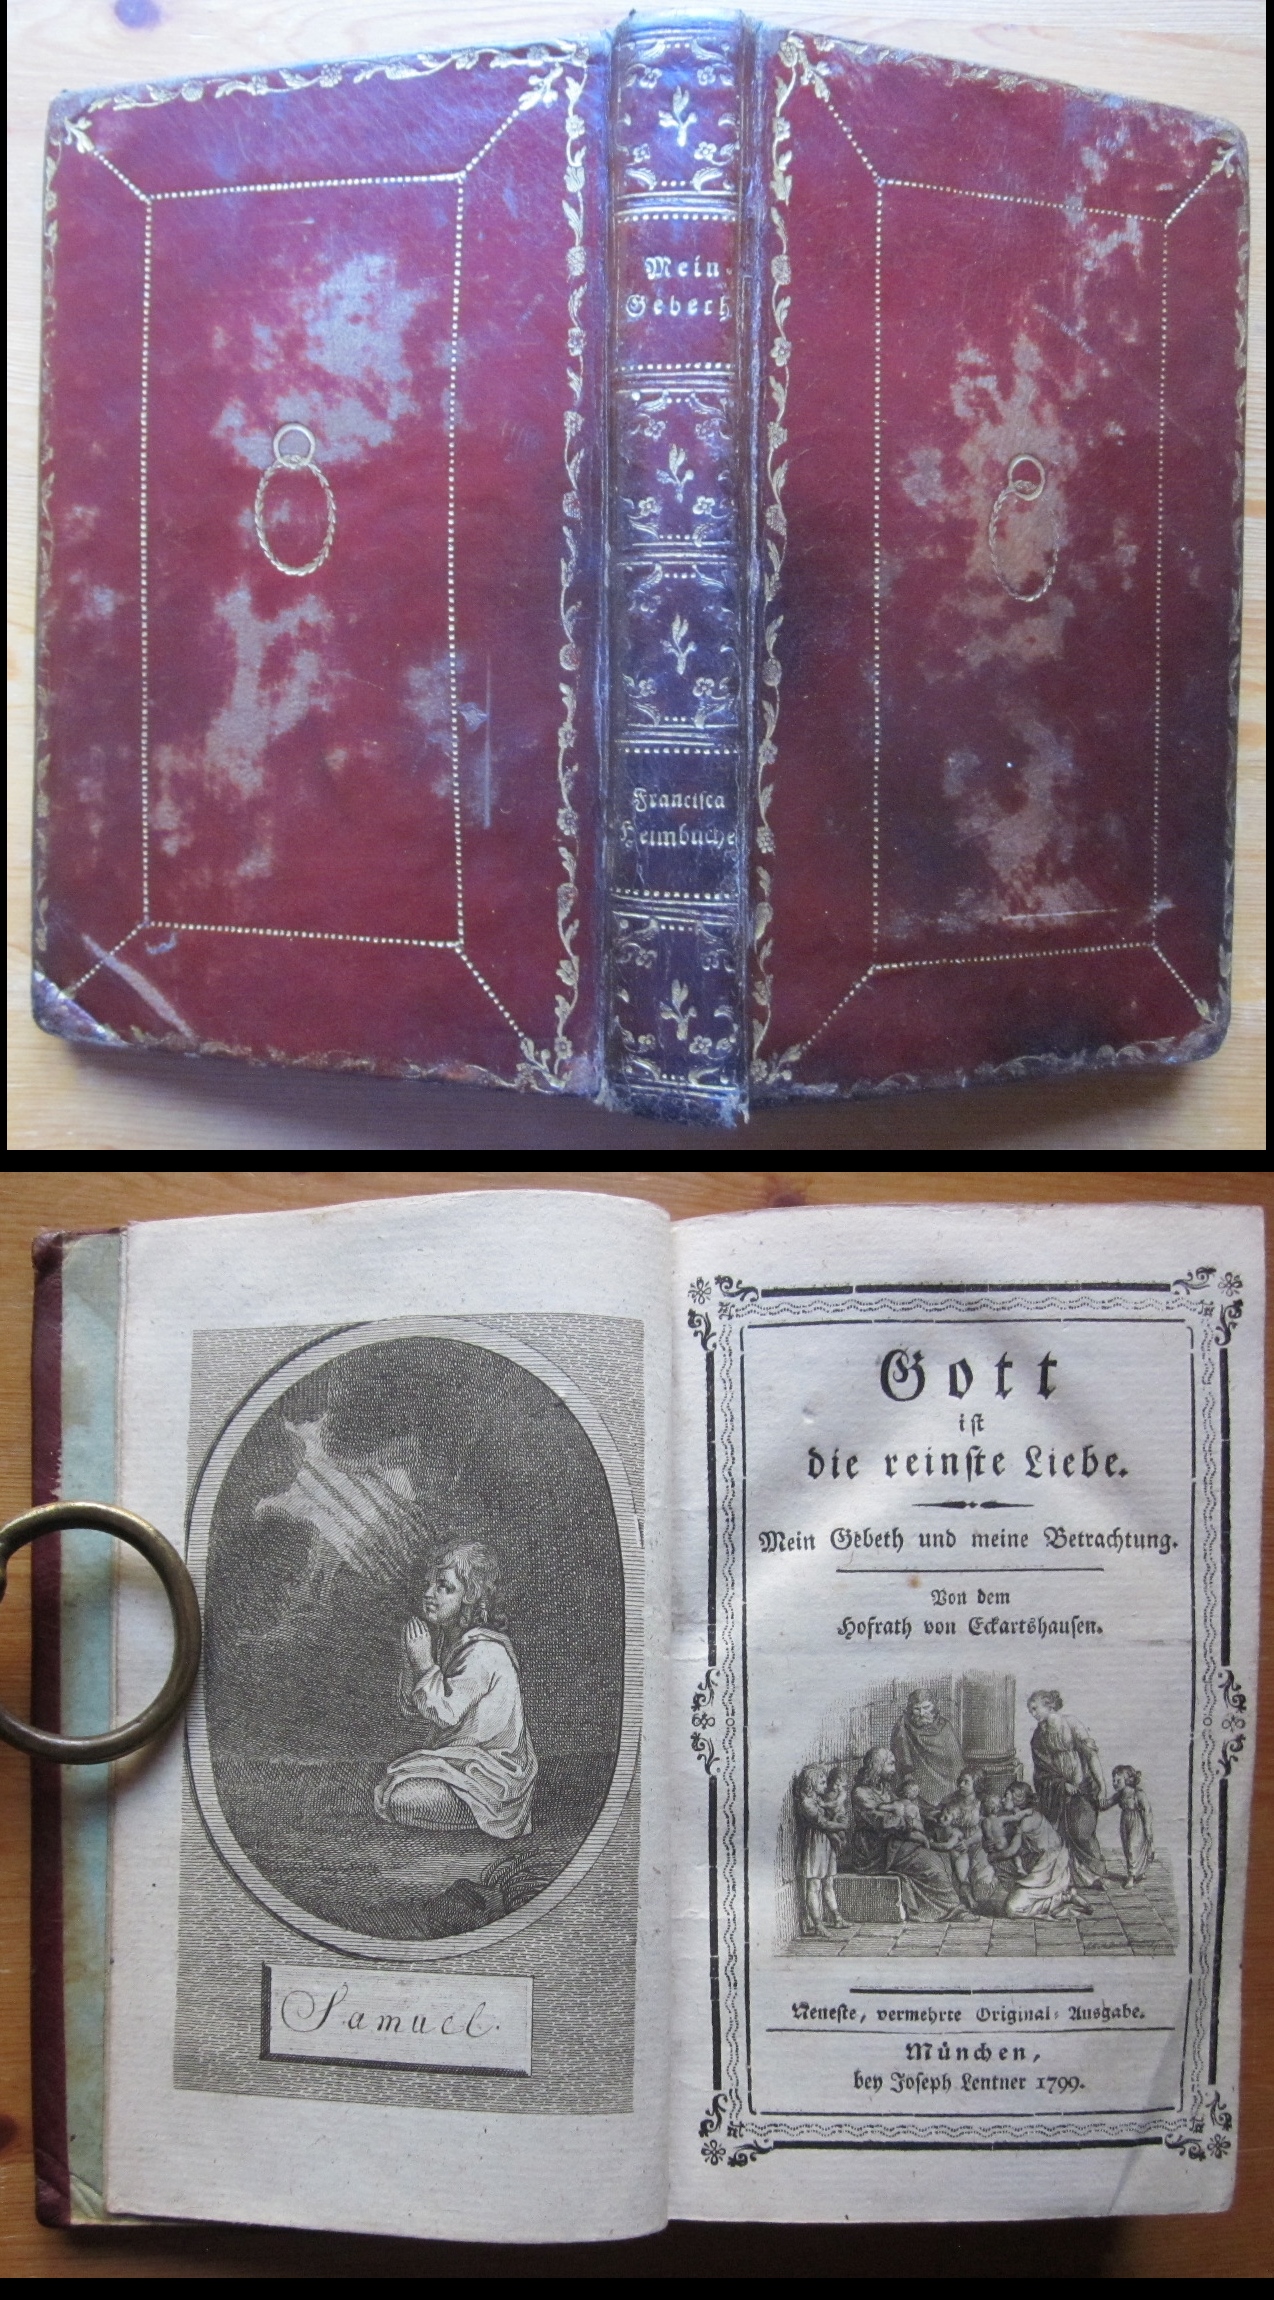 Mein
Gebeth
Francisca
Heimbuche
Samuel.
Gott
ist
die reinste Liebe.
Mein Gebeth und meine Betrachtung.
Von dem
Hofrath von Eckartshausen.
Neueste, vermehrte Original-Ausgabe.
München,
bey Joseph Lentner 1799.